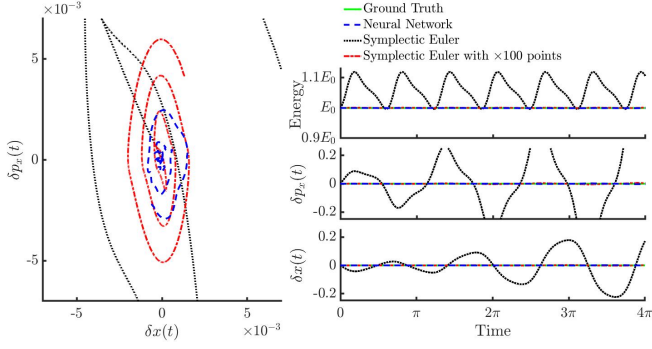 ×10⁻³
5
0
-5
δpₓ(t)
-5
0
5
×10⁻³
δx(t)
Ground Truth
Neural Network
Symplectic Euler
Symplectic Euler with ×100 points
1.1E₀
E₀
0.9E₀
Energy
0.2
0
-0.2
δpₓ(t)
0.2
0
-0.2
δx(t)
0
π
2π
3π
4π
Time